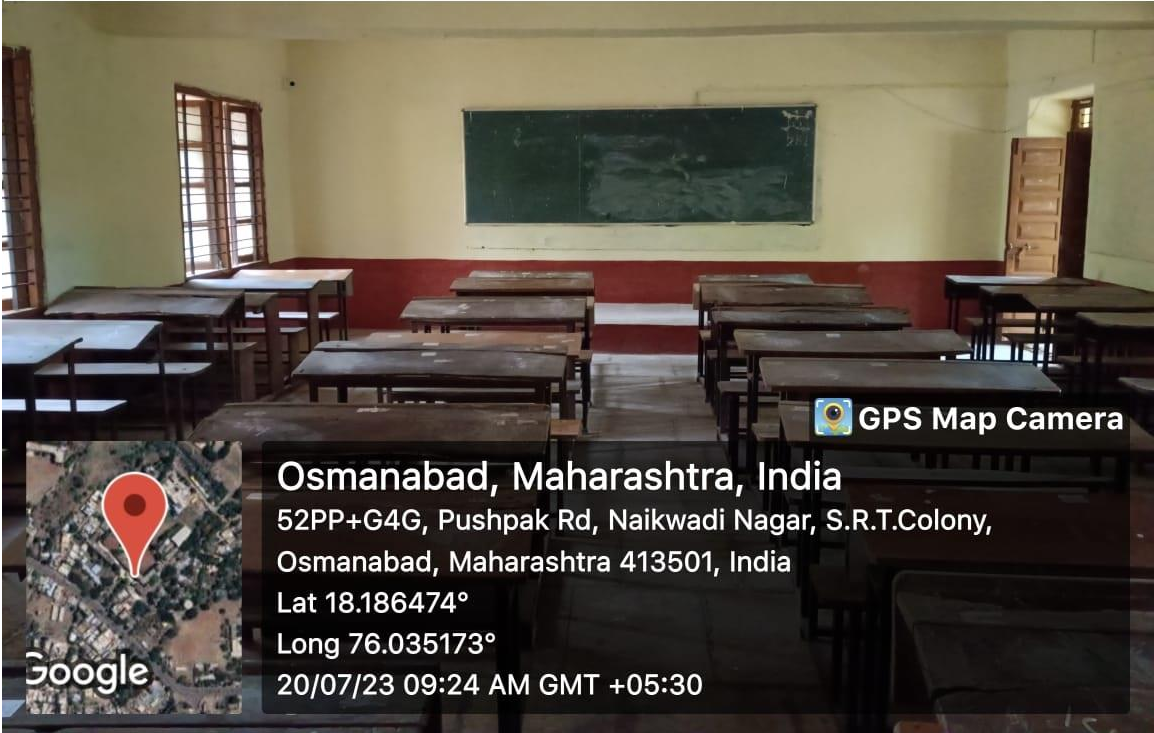 GPS Map Camera
Osmanabad, Maharashtra, India
52PP+G4G, Pushpak Rd, Naikwadi Nagar, S.R.T.Colony,
Osmanabad, Maharashtra 413501, India
Lat 18.186474°
Long 76.035173°
20/07/23 09:24 AM GMT +05:30
Google